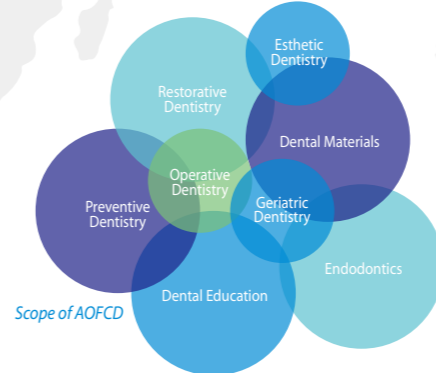 Esthetic
Dentistry
Restorative
Dentistry
Dental Materials
Operative
Dentistry
Preventive
Dentistry
Geriatric
Dentistry
Endodontics
Dental Education
Scope of AOFCD